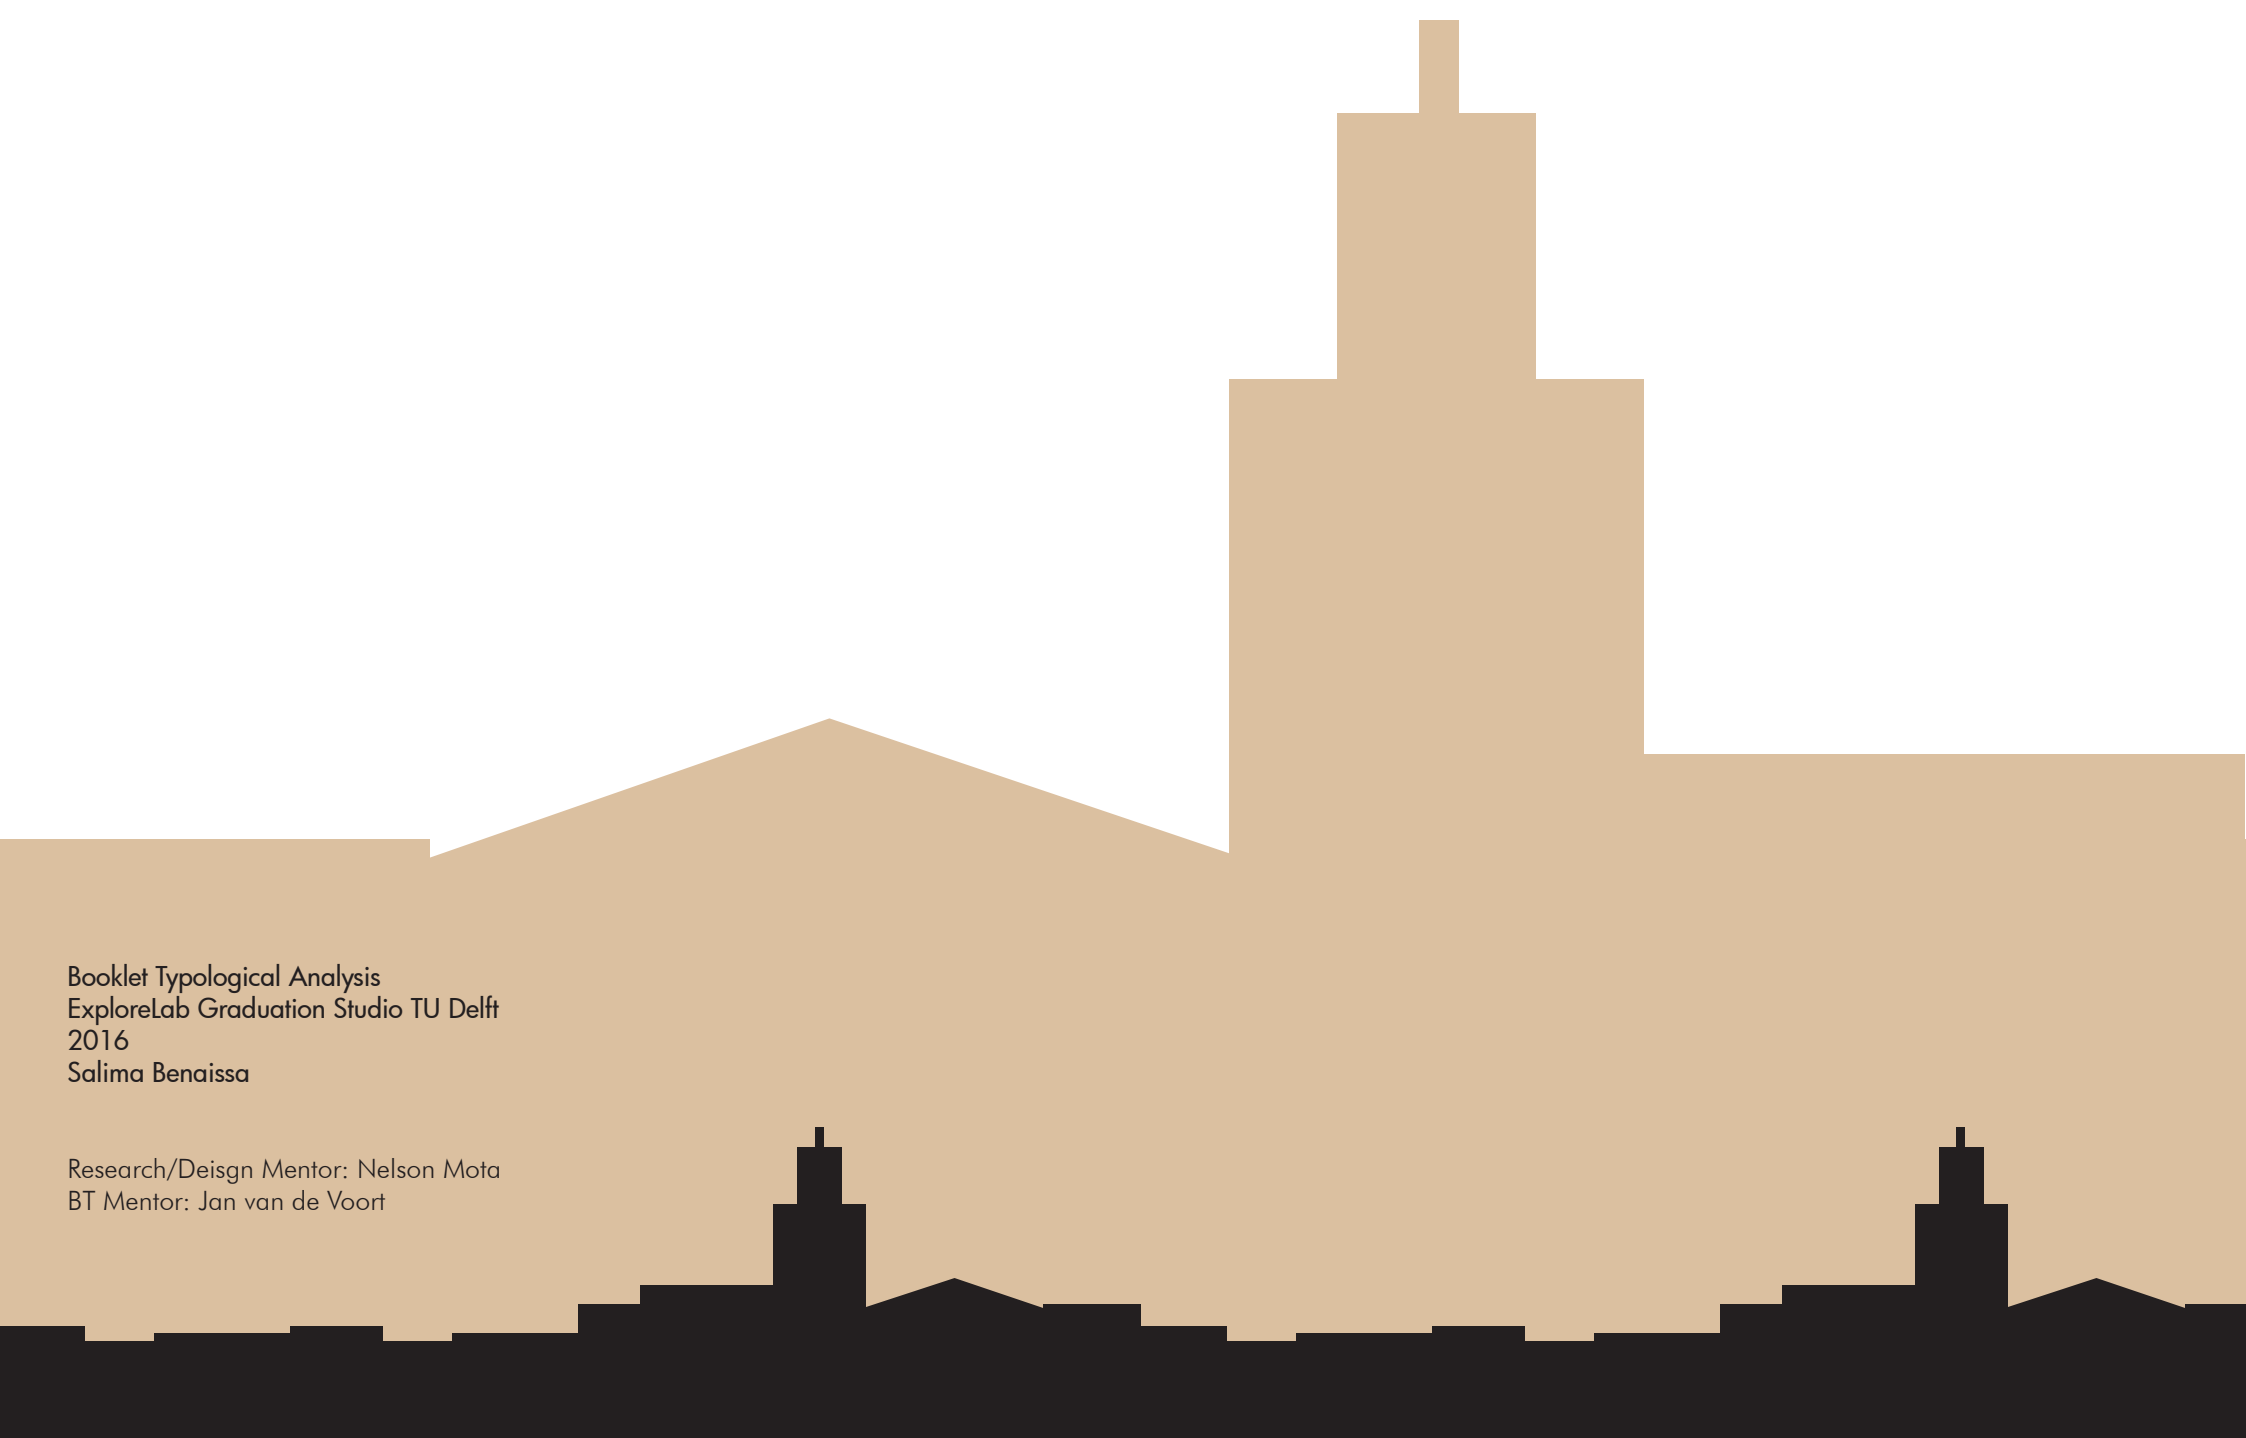 Booklet Typological Analysis
ExploreLab Graduation Studio TU Delft
2016
Salima Benaissa
Research/Deisgn Mentor: Nelson Mota
BT Mentor: Jan van de Voort